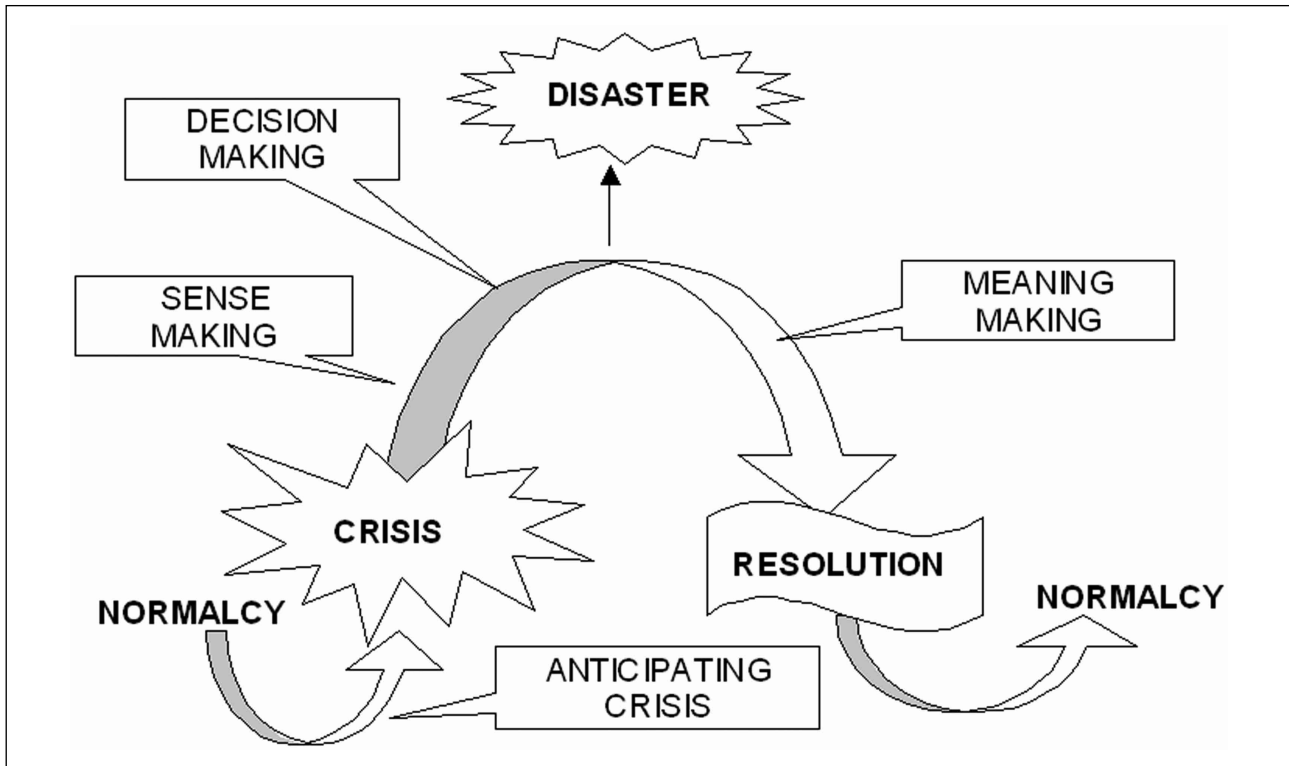 DISASTER
DECISION
MAKING
SENSE
MAKING
MEANING
MAKING
CRISIS
RESOLUTION
NORMALCY
NORMALCY
ANTICIPATING
CRISIS